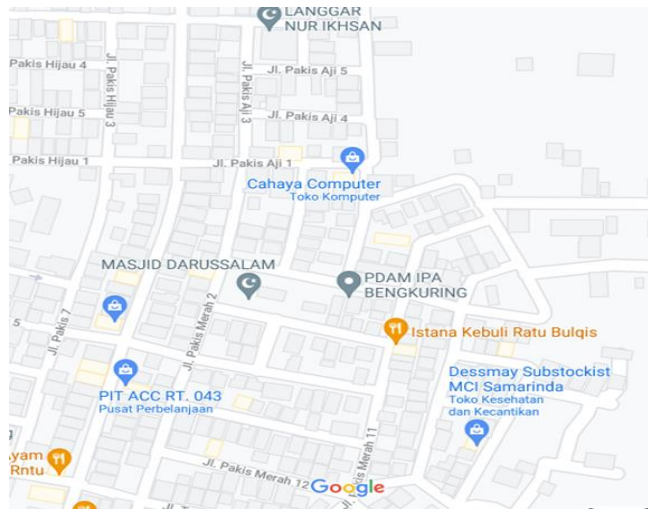 LANGGAR
NUR IKHSAN
Pakis Hijau 4
Jl. Pakis Hijau 3
Jl. Pakis Aji 3
Jl. Pakis Aji 5
Pakis Hijau 5
Jl. Pakis Aji 4
Pakis Hijau 1
Jl. Pakis Aji 1
Cahaya Computer
Toko Komputer
MASJID DARUSSALAM
PDAM IPA
BENGKURING
Jl. Pakis 7
Jl. Pakis Merah 2
5
Istana Kebuli Ratu Bulqis
PIT ACC RT. 043
Pusat Perbelanjaan
Dessmay Substockist
MCI Samarinda
Toko Kesehatan
dan Kecantikan
Jl. Pakis Merah 11
Ayam
Rntu
Jl. Pakis Merah 12
Google